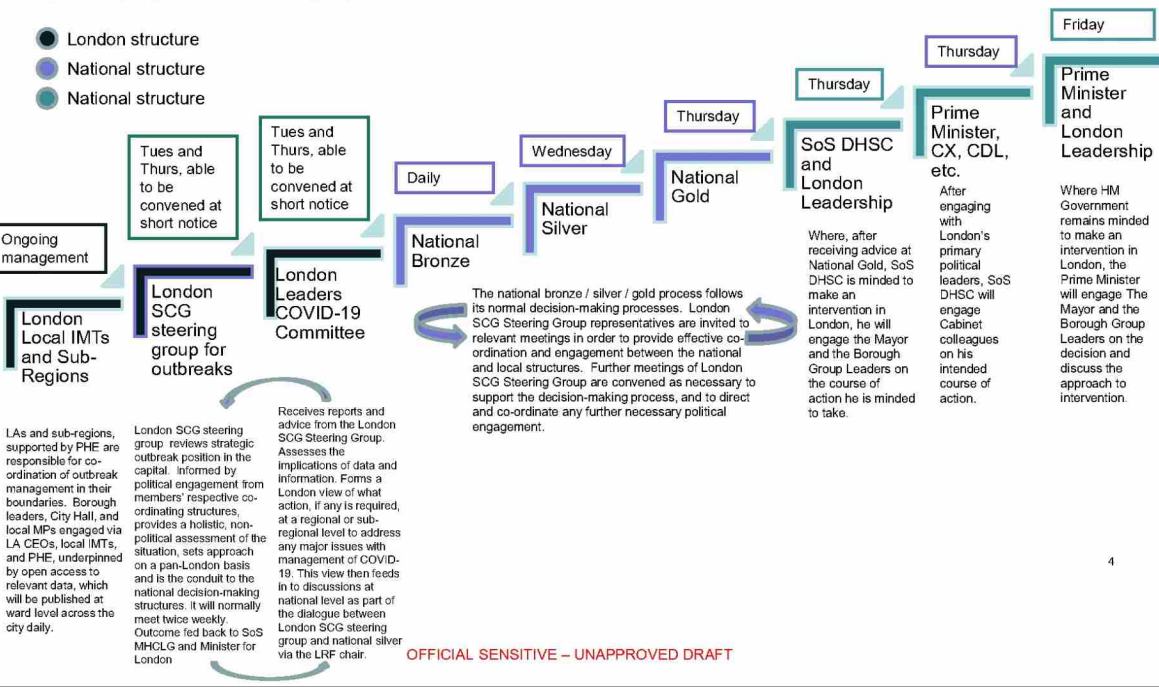 London structure
National structure
National structure
Ongoing
management
London
Local IMTs
and Sub-
Regions
LAs and sub-regions,
supported by PHE are
responsible for co-
ordination of outbreak
management in their
boundaries. Borough
leaders, City Hall, and
local MPs engaged via
LA CEOs, local IMTs,
and PHE, underpinned
by open access to
relevant data, which
will be published at
ward level across the
city daily.
Tues and
Thurs, able
to be
convened at
short notice
London
SCG
steering
group for
outbreaks
London SCG steering
group reviews strategic
outbreak position in the
capital. Informed by
political engagement from
members' respective co-
ordinating structures,
provides a holistic, non-
political assessment of the
situation, sets approach
on a pan-London basis
and is the conduit to the
national decision-making
structures. It will normally
meet twice weekly.
Outcome fed back to SoS
MHCLG and Minister for
London
Tues and
Thurs, able
to be
convened at
short notice
London
Leaders
COVID-19
Committee
Receives reports and
advice from the London
SCG Steering Group.
Assesses the
implications of data and
information. Forms a
London view of what
action, if any is required,
at a regional or sub-
regional level to address
any major issues with
management of COVID-
19. This view then feeds
in to discussions at
national level as part of
the dialogue between
London SCG steering
group and national silver
via the LRF chair.
Daily
National
Bronze
Wednesday
National
Silver
Thursday
National
Gold
The national bronze / silver / gold process follows
its normal decision-making processes. London
SCG Steering Group representatives are invited to
relevant meetings in order to provide effective co-
ordination and engagement between the national
and local structures. Further meetings of London
SCG Steering Group are convened as necessary to
support the decision-making process, and to direct
and co-ordinate any further necessary political
engagement.
Thursday
SoS DHSC
and
London
Leadership
Where, after
receiving advice at
National Gold, SoS
DHSC is minded to
make an
intervention in
London, he will
engage the Mayor
and the Borough
Group Leaders on
the course of
action he is minded
to take.
Thursday
Prime
Minister,
CX, CDL,
etc.
After
engaging
with
London's
primary
political
leaders, SoS
DHSC will
engage
Cabinet
colleagues
on his
intended
course of
action.
Friday
Prime
Minister
and
London
Leadership
Where HM
Government
remains minded
to make an
intervention in
London, the
Prime Minister
will engage The
Mayor and the
Borough Group
Leaders on the
decision and
discuss the
approach to
intervention.
4
OFFICIAL SENSITIVE – UNAPPROVED DRAFT